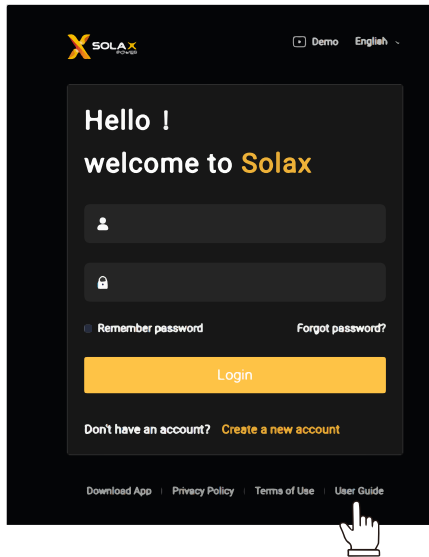 SOLAX
POWER
Demo English
Hello !
welcome to Solax
Remember password Forgot password?
Login
Don't have an account? Create a new account
Download App | Privacy Policy | Terms of Use | User Guide